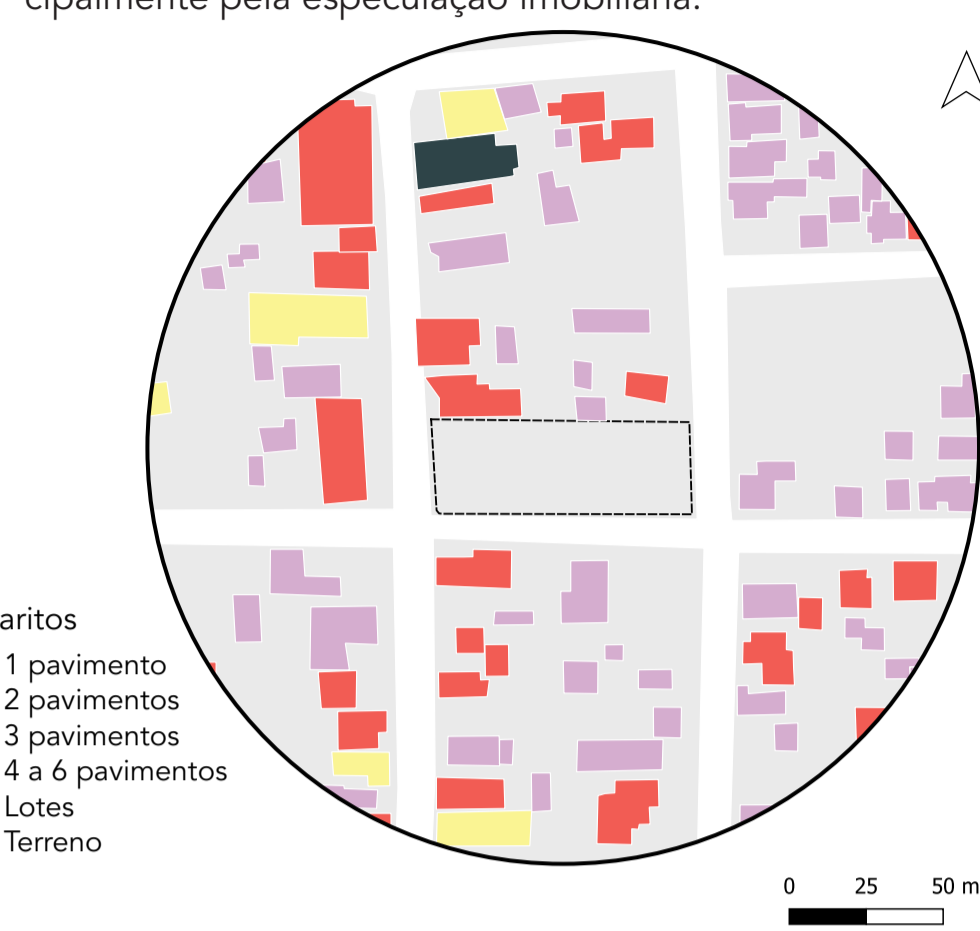 cipalmente pela especulação imobiliária.
aritos
1 pavimento
2 pavimentos
3 pavimentos
4 a 6 pavimentos
Lotes
Terreno
0 25 50 m